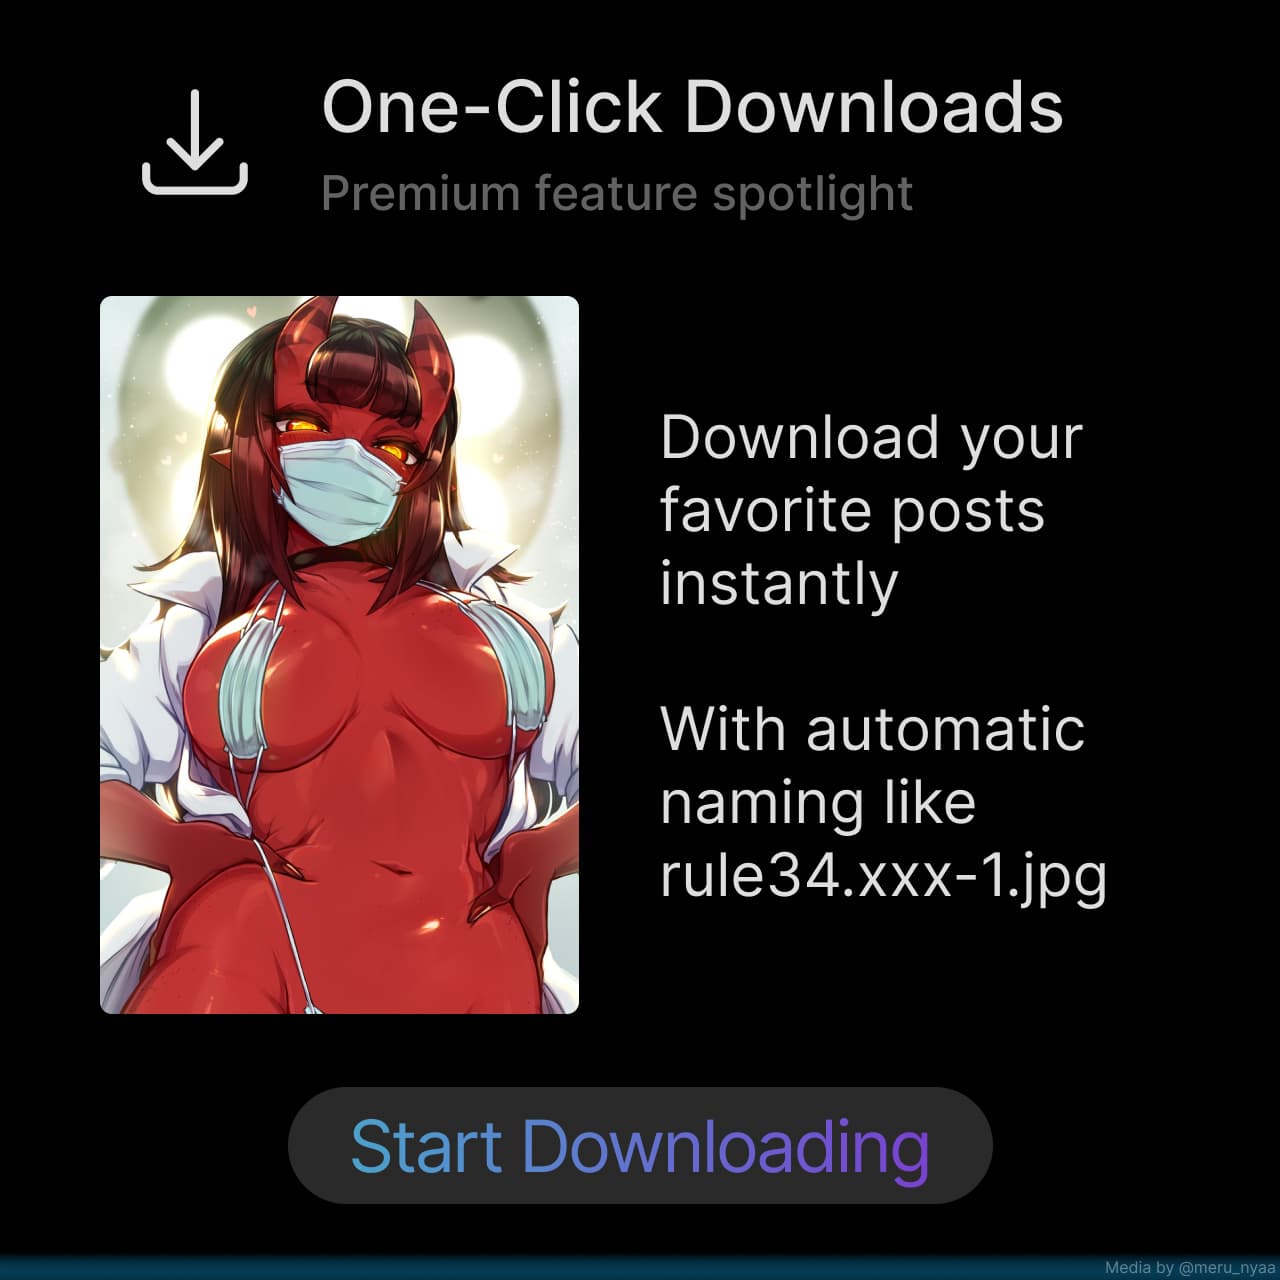 One-Click Downloads
Premium feature spotlight
Download your
favorite posts
instantly
With automatic
naming like
rule34.xxx-1.jpg
Start Downloading
Media by @meru_nyaa